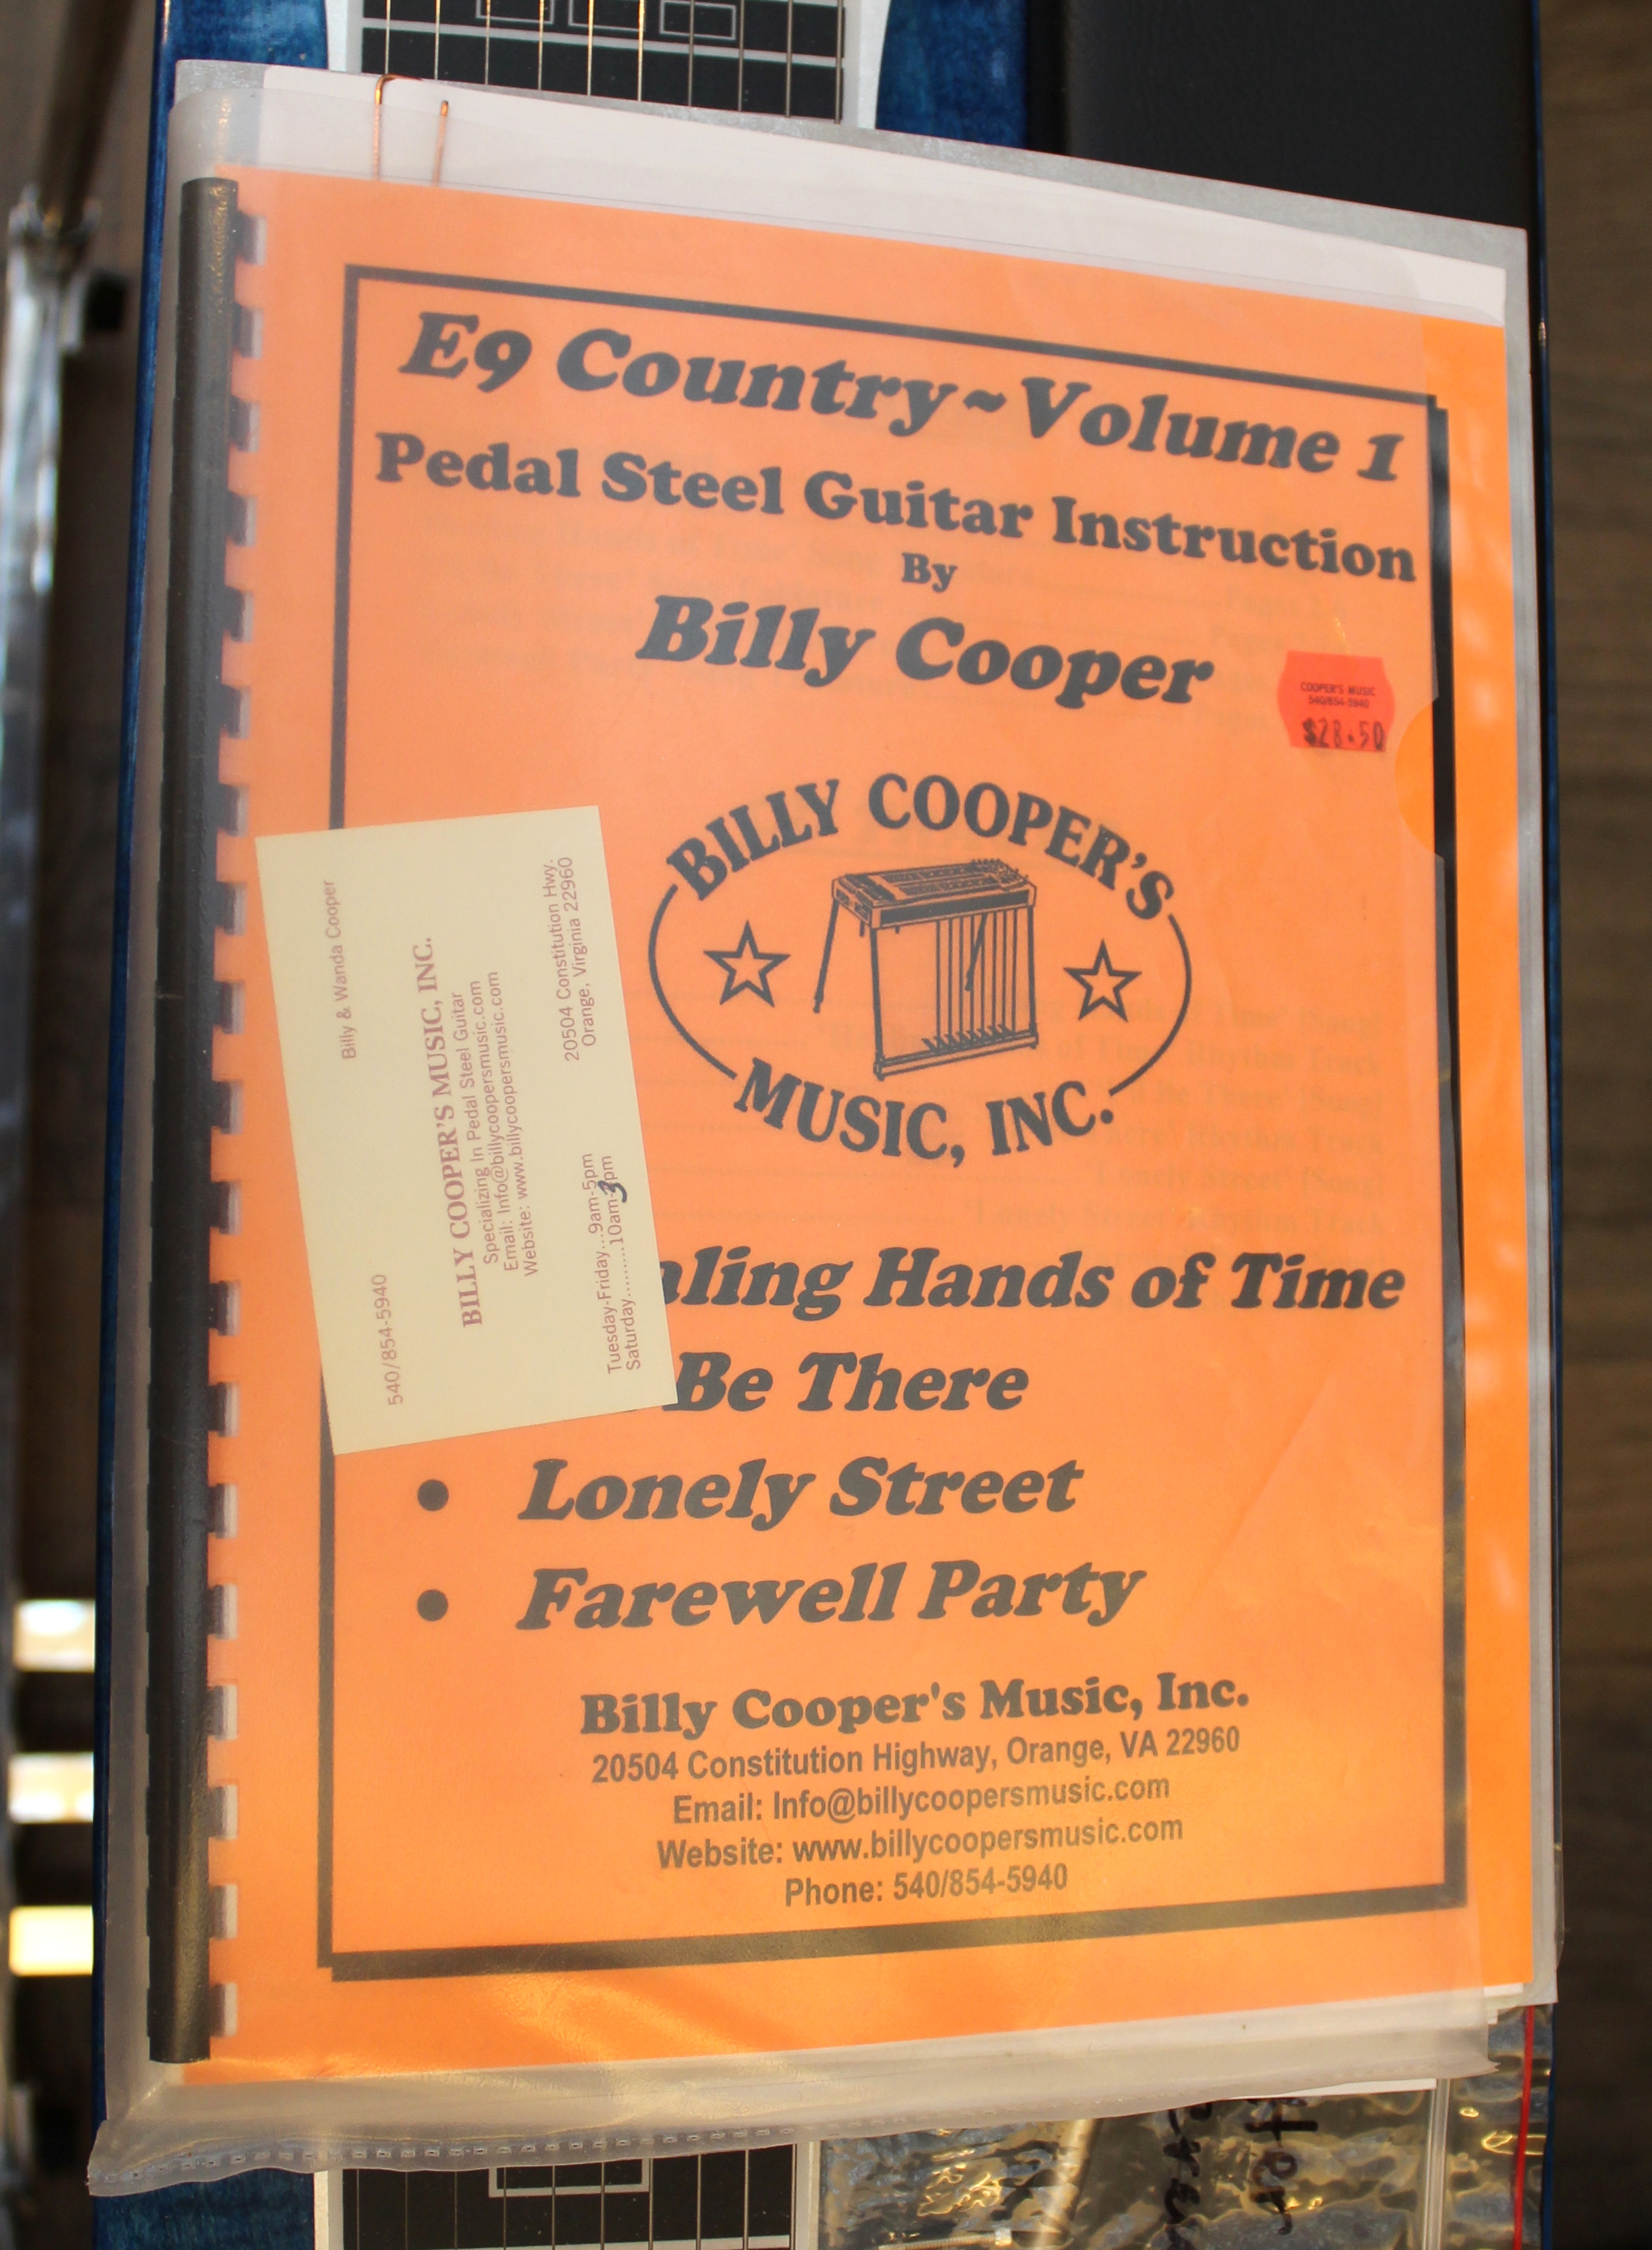 E9 Country~Volume 1
Pedal Steel Guitar Instruction
By
Billy Cooper
COOPER'S MUSIC
540/854-5940
$28.50
BILLY COOPER'S
MUSIC, INC.
Billy & Wanda Cooper
540/854-5940
BILLY COOPER'S MUSIC, INC.
Specializing In Pedal Steel Guitar
Email: Info@billycoopersmusic.com
Website: www.billycoopersmusic.com
20504 Constitution Hwy.
Orange, Virginia 22960
Tuesday-Friday...9am-5pm
Saturday.........10am-3pm
aling Hands of Time
Be There
• Lonely Street
• Farewell Party
Billy Cooper's Music, Inc.
20504 Constitution Highway, Orange, VA 22960
Email: Info@billycoopersmusic.com
Website: www.billycoopersmusic.com
Phone: 540/854-5940